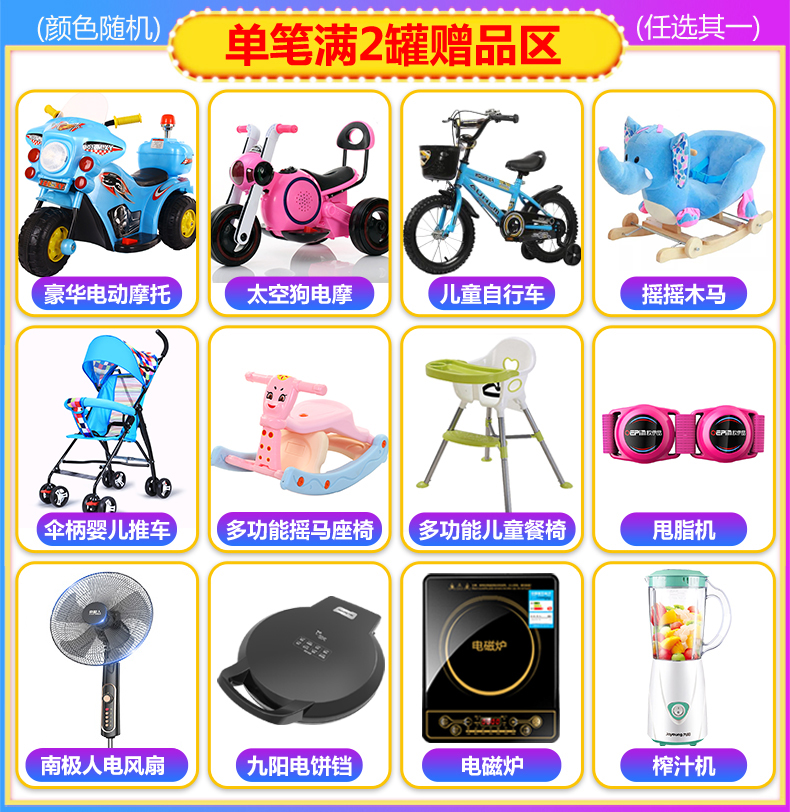 (颜色随机)
单笔满2罐赠品区
(任选其一)
豪华电动摩托
太空狗电摩
儿童自行车
摇摇木马
伞柄婴儿推车
多功能摇马座椅
多功能儿童餐椅
甩脂机
南极人电风扇
九阳电饼铛
电磁炉
电磁炉
榨汁机